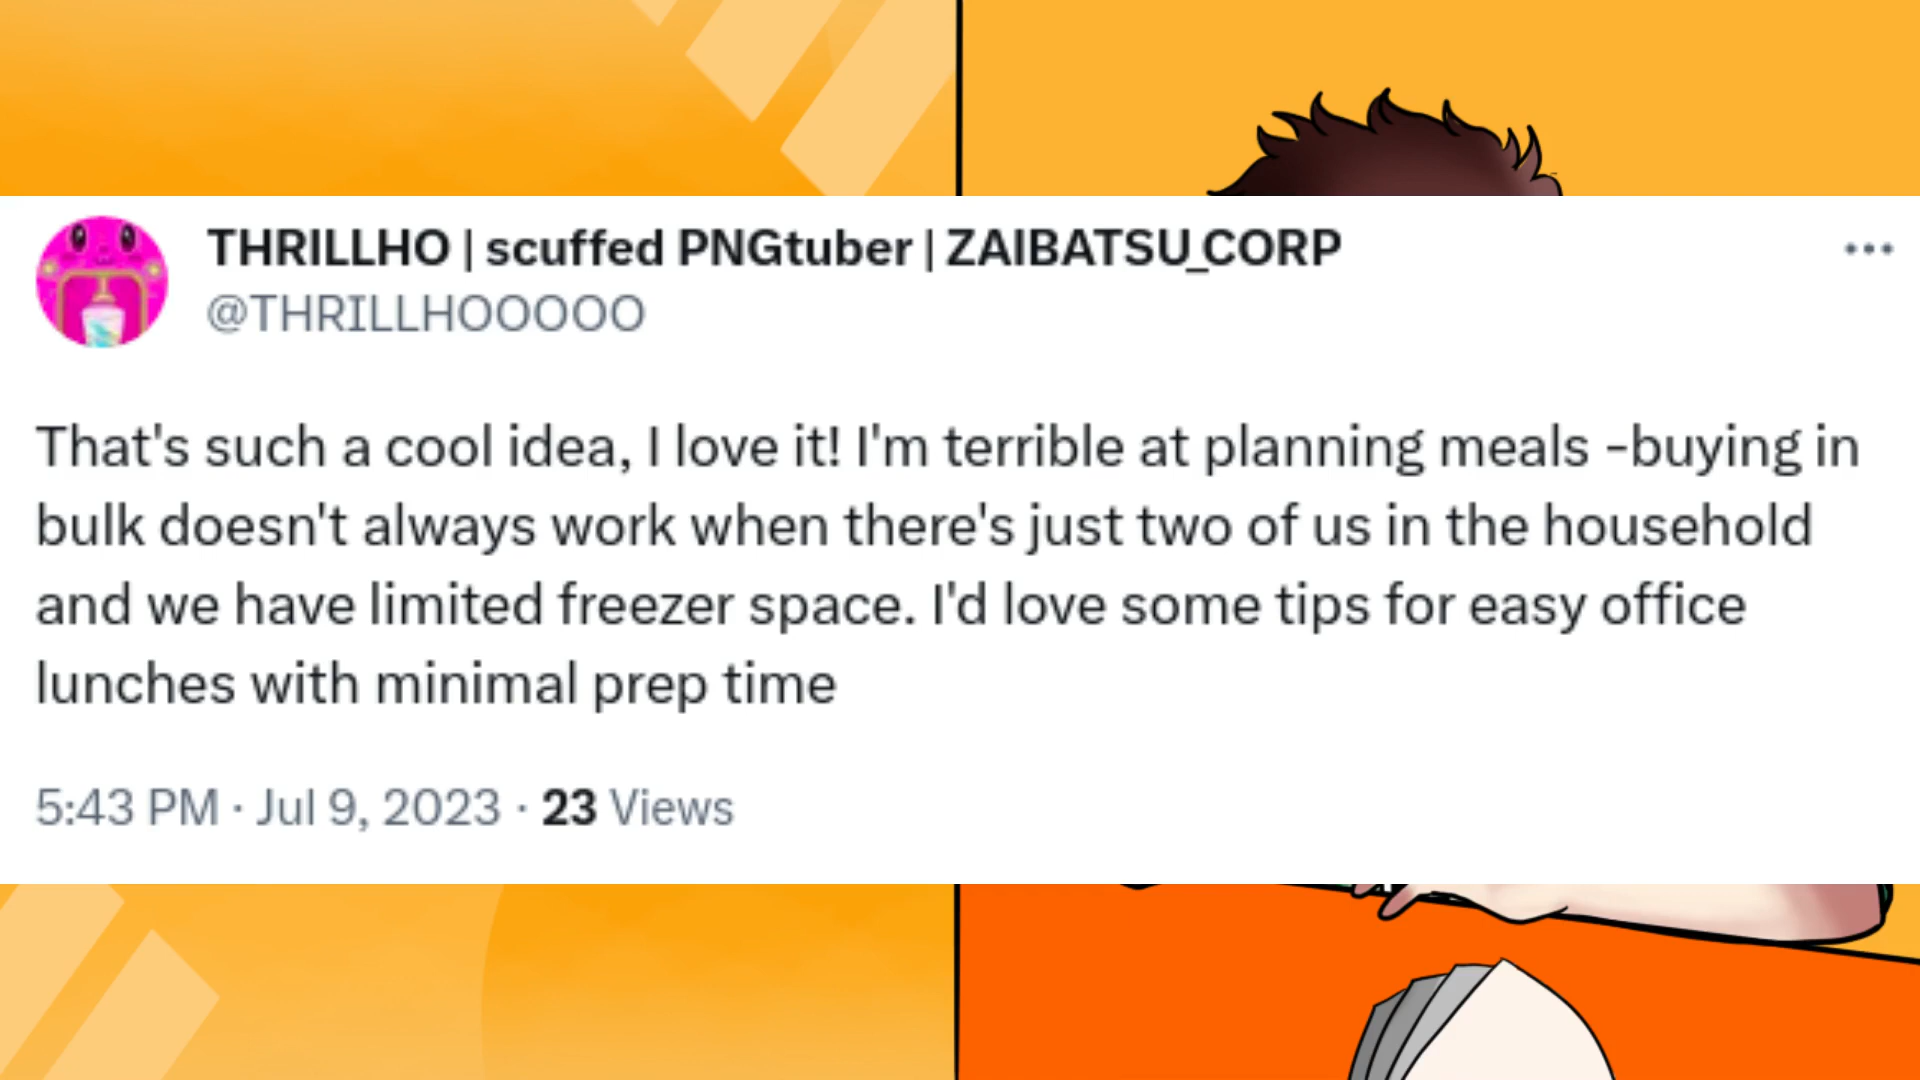 THRILLHO | scuffed PNGtuber | ZAIBATSU_CORP
@THRILLHOOOOO
That's such a cool idea, I love it! I'm terrible at planning meals -buying in
bulk doesn't always work when there's just two of us in the household
and we have limited freezer space. I'd love some tips for easy office
lunches with minimal prep time
5:43 PM · Jul 9, 2023 · 23 Views